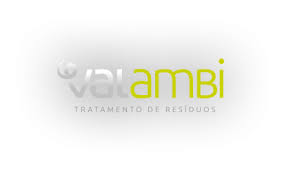 valambi
TRATAMENTO DE RESÍDUOS